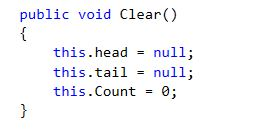 public void Clear()
{
    this.head = null;
    this.tail = null;
    this.Count = 0;
}